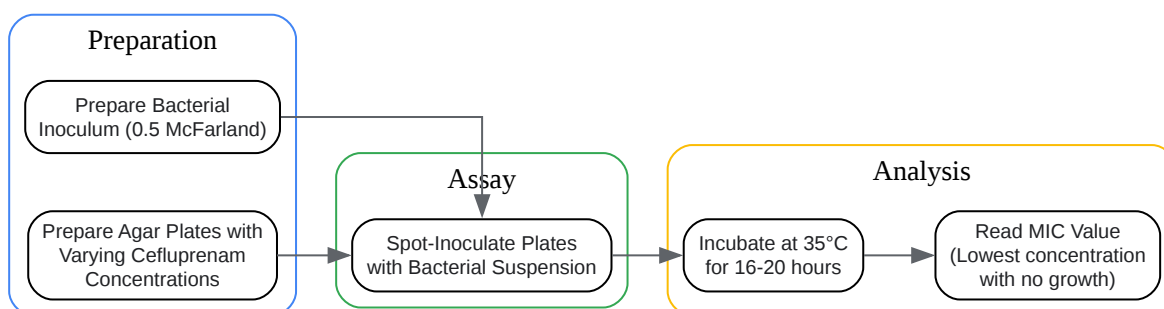 Preparation
Prepare Bacterial
Inoculum (0.5 McFarland)
Prepare Agar Plates with
Varying Cefluprenam
Concentrations
Assay
Spot-Inoculate Plates
with Bacterial Suspension
Analysis
Incubate at 35°C
for 16-20 hours
Read MIC Value
(Lowest concentration
with no growth)